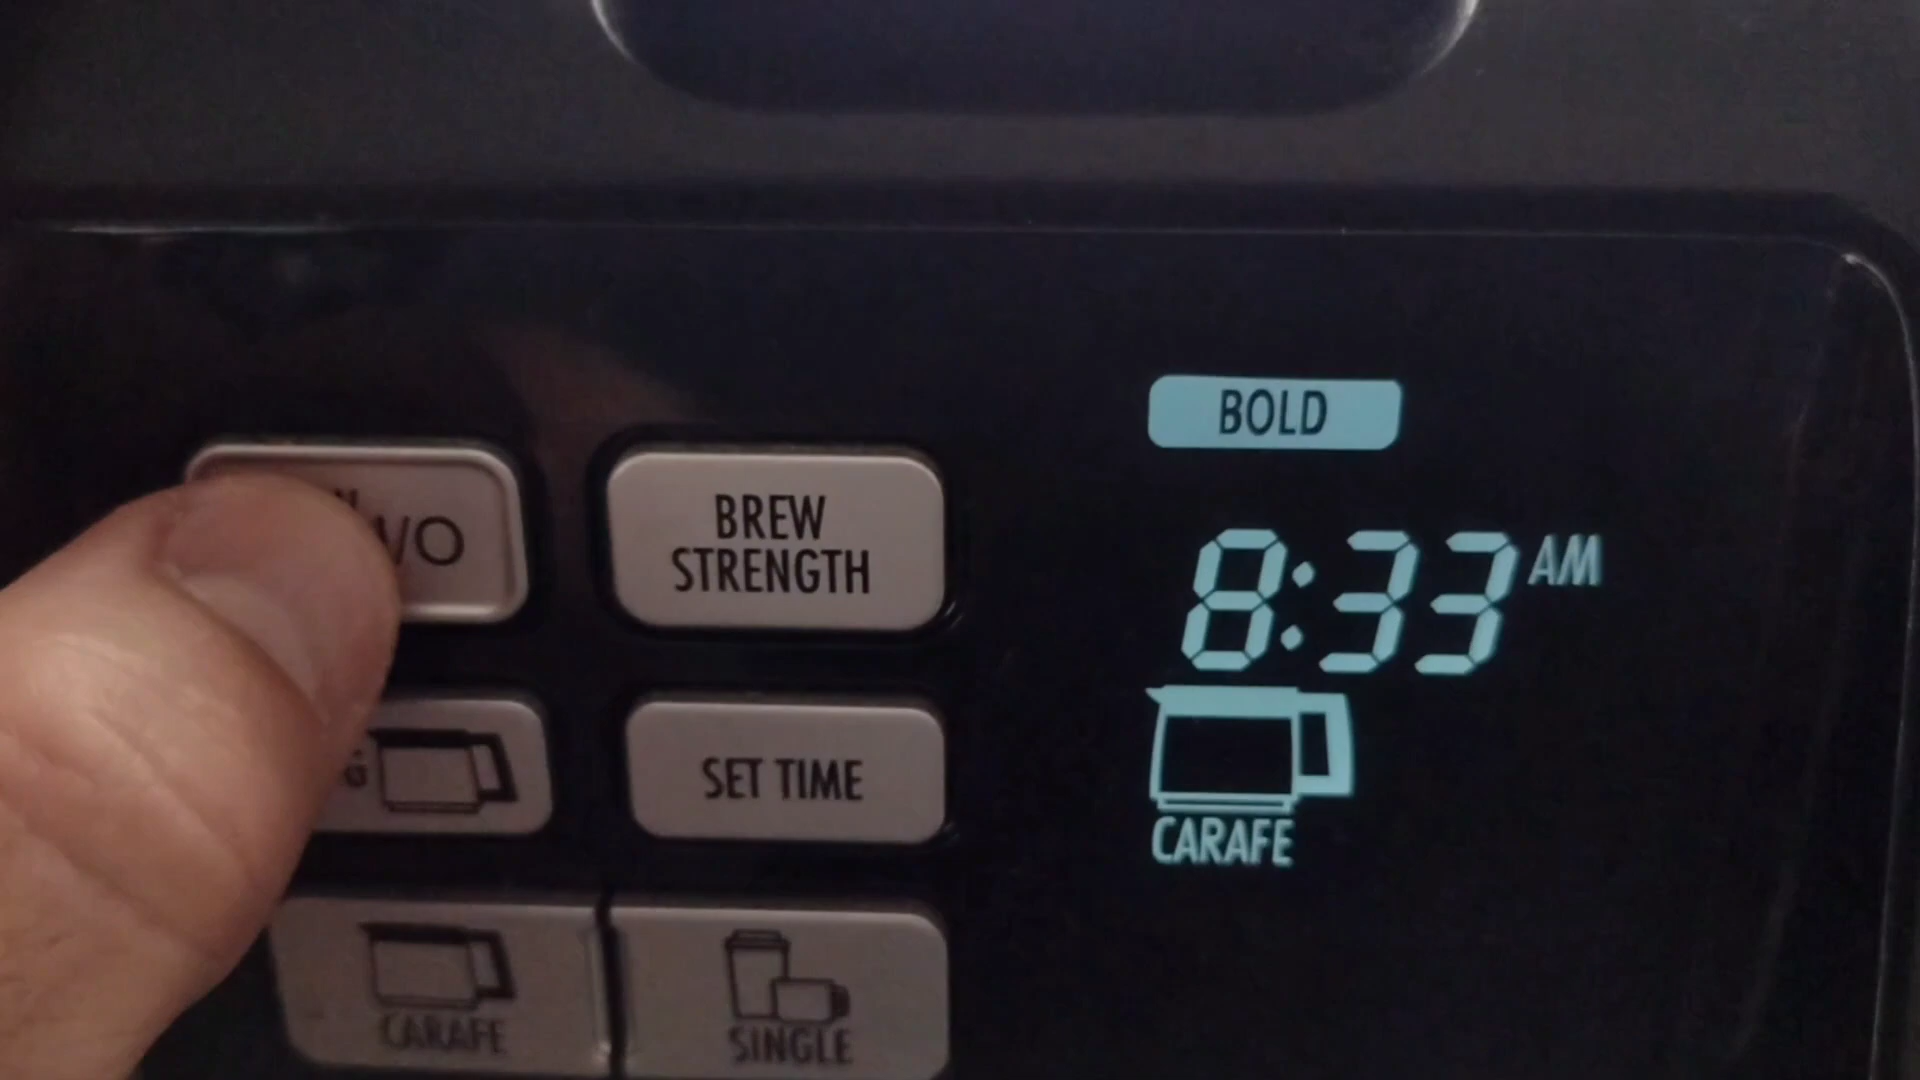 BOLD
I/O
BREW
STRENGTH
8:33 AM
G
SET TIME
CARAFE
CARAFE
SINGLE